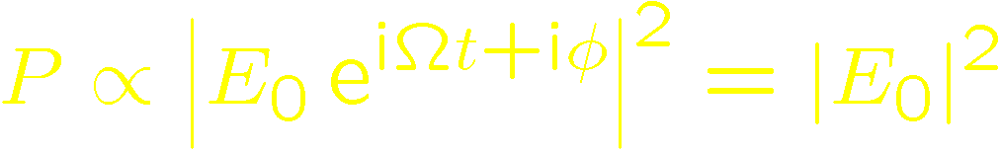 P ∝ |E₀ e^{iΩt+iϕ}|² = |E₀|²